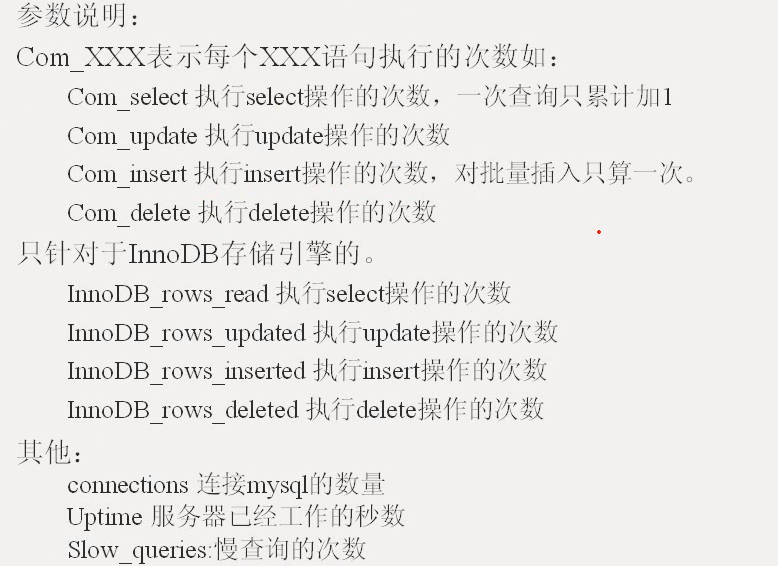 参数说明：
Com_XXX表示每个XXX语句执行的次数如：
Com_select 执行select操作的次数，一次查询只累计加1
Com_update 执行update操作的次数
Com_insert 执行insert操作的次数，对批量插入只算一次。
Com_delete 执行delete操作的次数
只针对于InnoDB存储引擎的。
InnoDB_rows_read 执行select操作的次数
InnoDB_rows_updated 执行update操作的次数
InnoDB_rows_inserted 执行insert操作的次数
InnoDB_rows_deleted 执行delete操作的次数
其他：
connections 连接mysql的数量
Uptime 服务器已经工作的秒数
Slow_queries:慢查询的次数